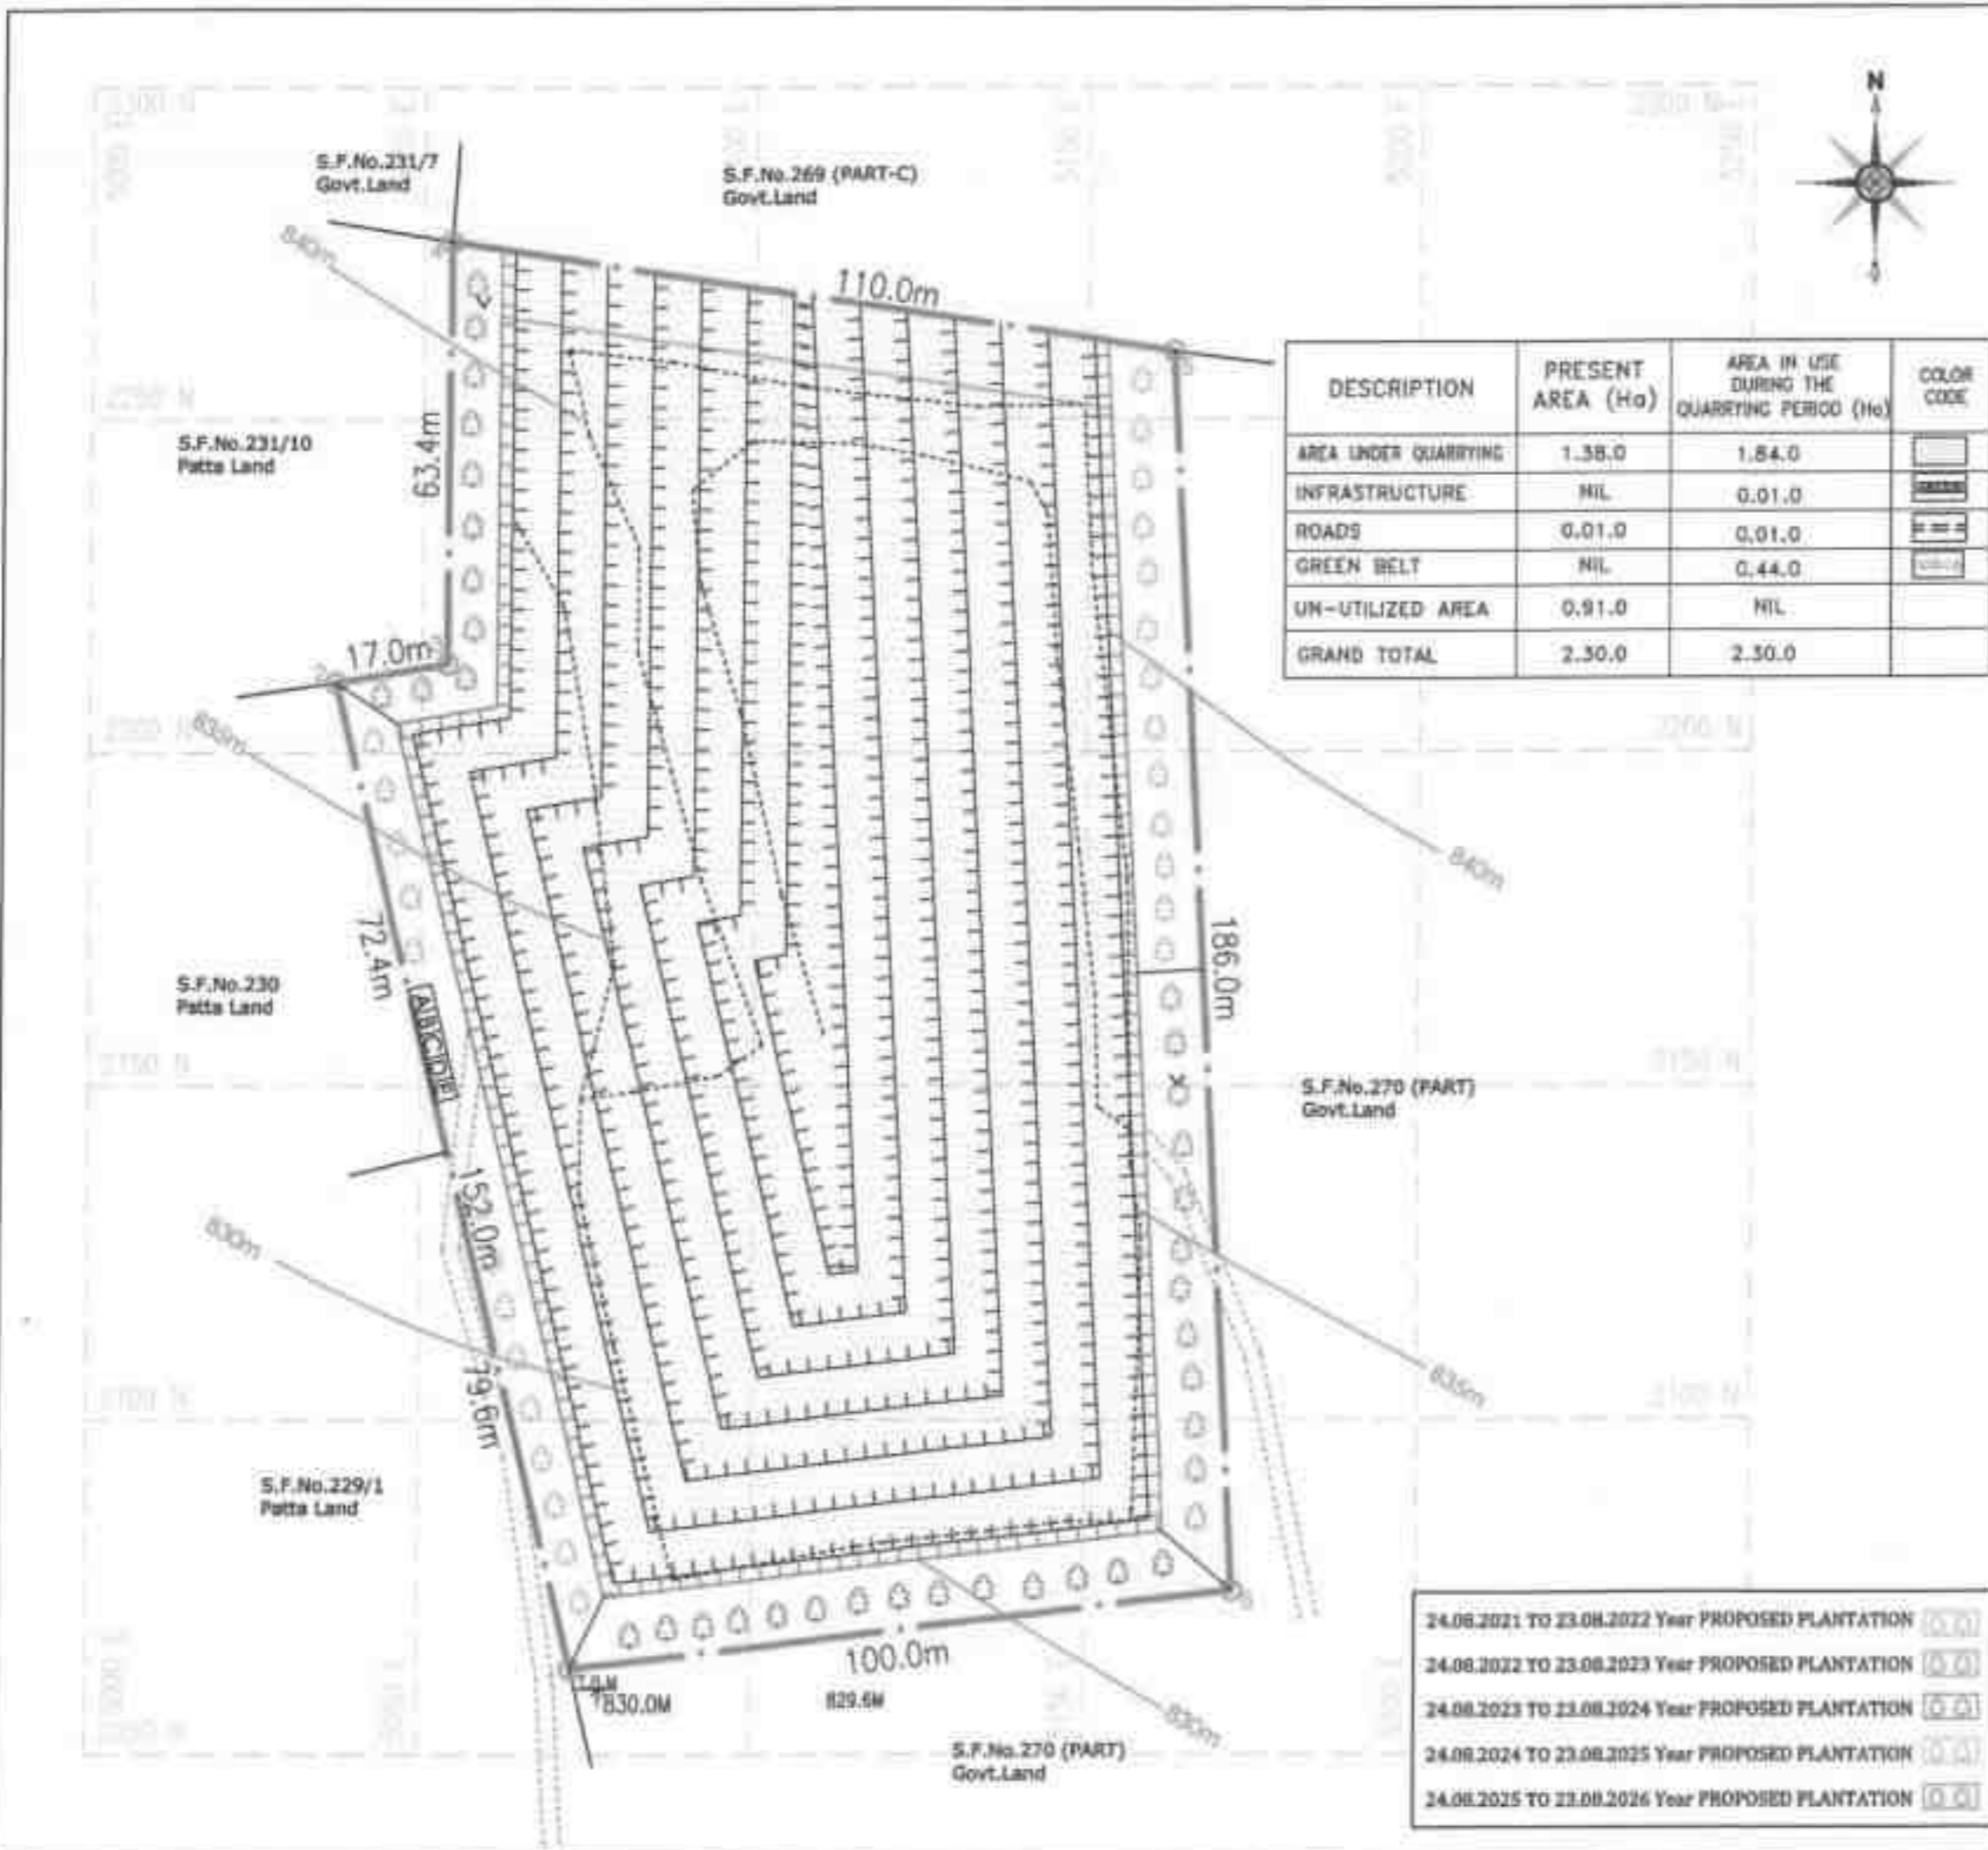 N
S.F.No.231/7
Govt.Land
S.F.No.269 (PART-C)
Govt.Land
840m
110.0m
S.F.No.231/10
Patta Land
63.4m
2250 N
17.0m
835m
72.4m
S.F.No.230
Patta Land
ABCDE
152.0m
830m
79.6m
S.F.No.229/1
Patta Land
186.0m
840m
S.F.No.270 (PART)
Govt.Land
835m
100.0m
830.0M
829.6M
830m
S.F.No.270 (PART)
Govt.Land
DESCRIPTION PRESENT AREA (Ha) AREA IN USE DURING THE QUARRYING PERIOD (Ha) COLOR CODE
AREA UNDER QUARRYING 1.38.0 1.84.0
INFRASTRUCTURE NIL 0.01.0
ROADS 0.01.0 0.01.0
GREEN BELT NIL 0.44.0
UN-UTILIZED AREA 0.91.0 NIL
GRAND TOTAL 2.30.0 2.30.0
24.08.2021 TO 23.08.2022 Year PROPOSED PLANTATION
24.08.2022 TO 23.08.2023 Year PROPOSED PLANTATION
24.08.2023 TO 23.08.2024 Year PROPOSED PLANTATION
24.08.2024 TO 23.08.2025 Year PROPOSED PLANTATION
24.08.2025 TO 23.08.2026 Year PROPOSED PLANTATION